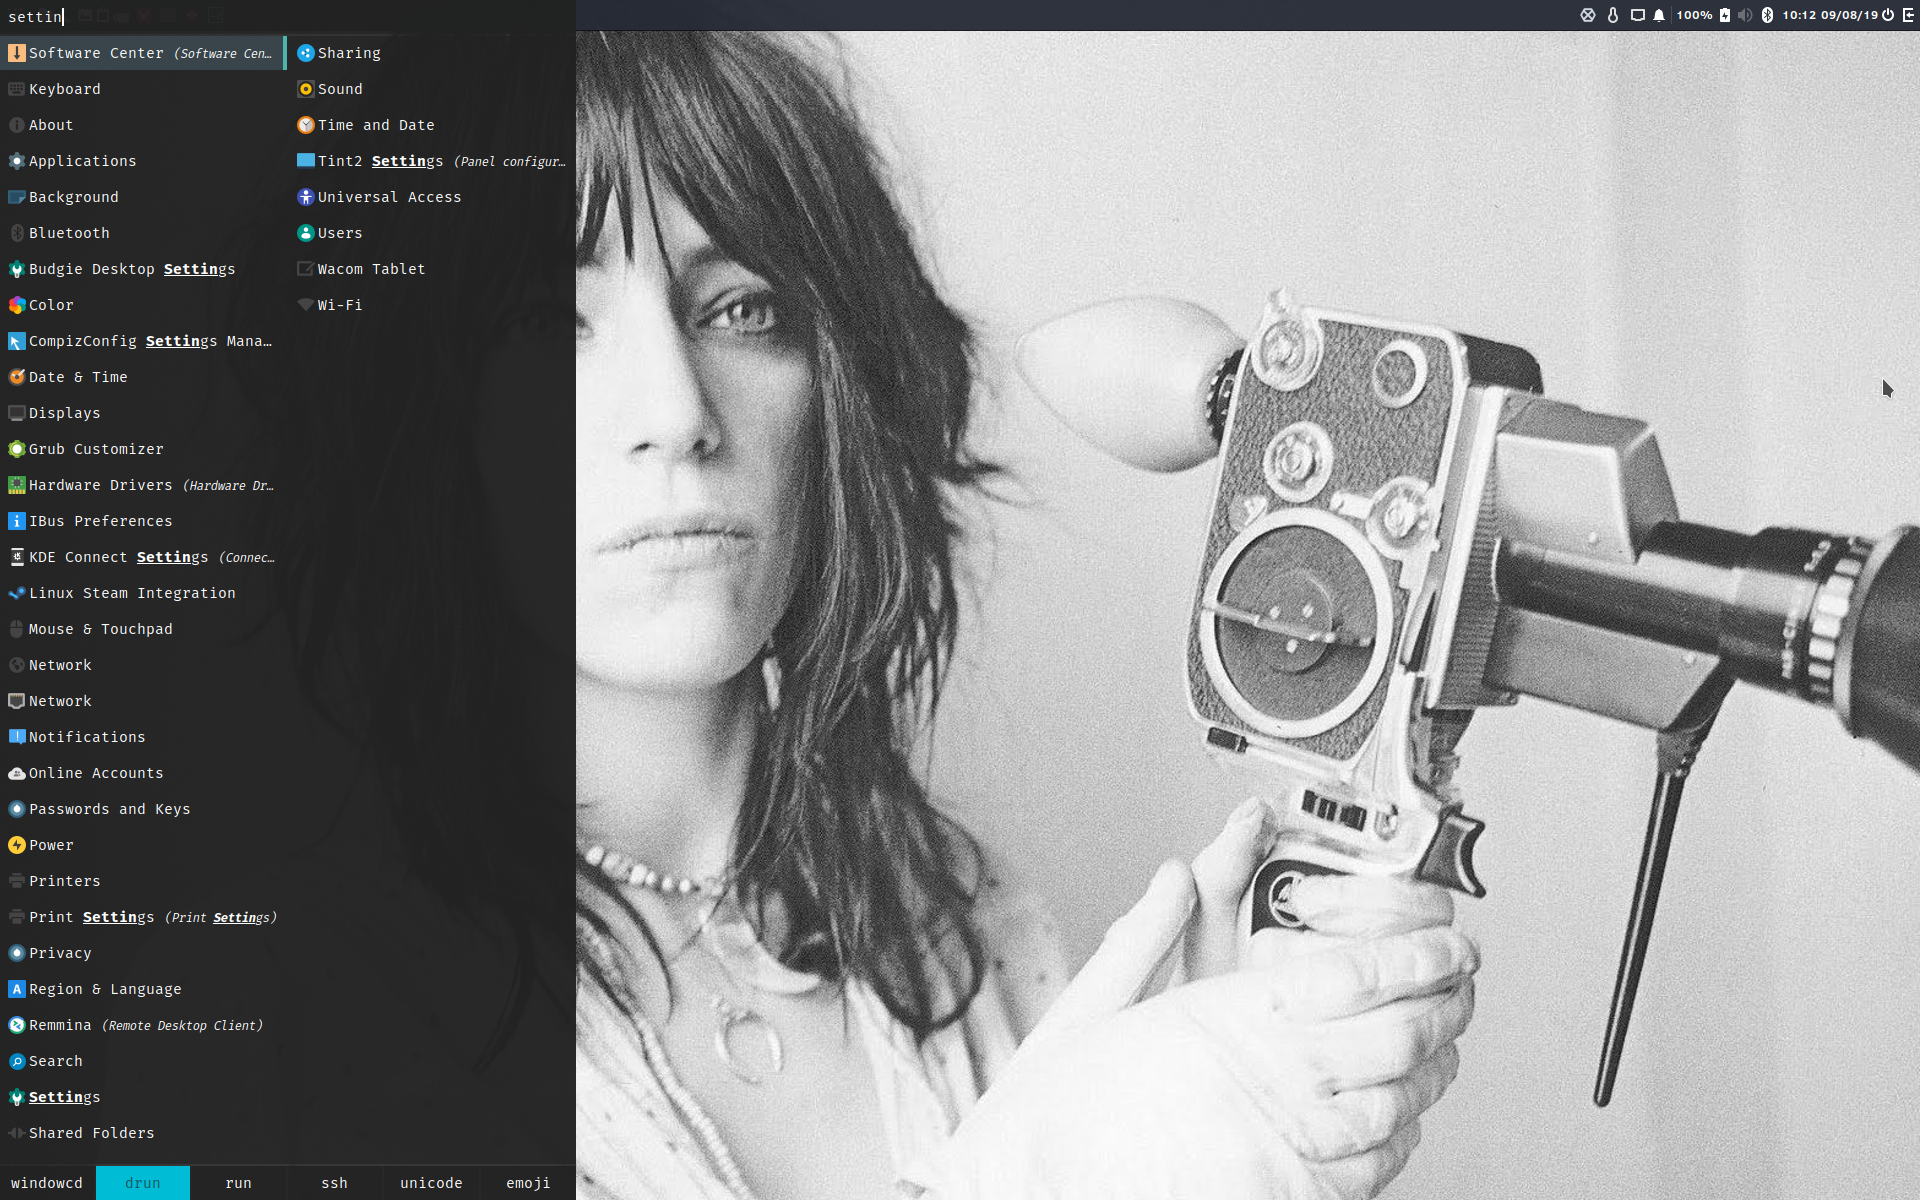 settin
100% 10:12 09/08/19
Software Center (Software Cen…
Keyboard
About
Applications
Background
Bluetooth
Budgie Desktop Settings
Color
CompizConfig Settings Mana…
Date & Time
Displays
Grub Customizer
Hardware Drivers (Hardware Dr…
IBus Preferences
KDE Connect Settings (Connec…
Linux Steam Integration
Mouse & Touchpad
Network
Network
Notifications
Online Accounts
Passwords and Keys
Power
Printers
Print Settings (Print Settings)
Privacy
Region & Language
Remmina (Remote Desktop Client)
Search
Settings
Shared Folders
Sharing
Sound
Time and Date
Tint2 Settings (Panel configur…
Universal Access
Users
Wacom Tablet
Wi-Fi
windowcd drun run ssh unicode emoji